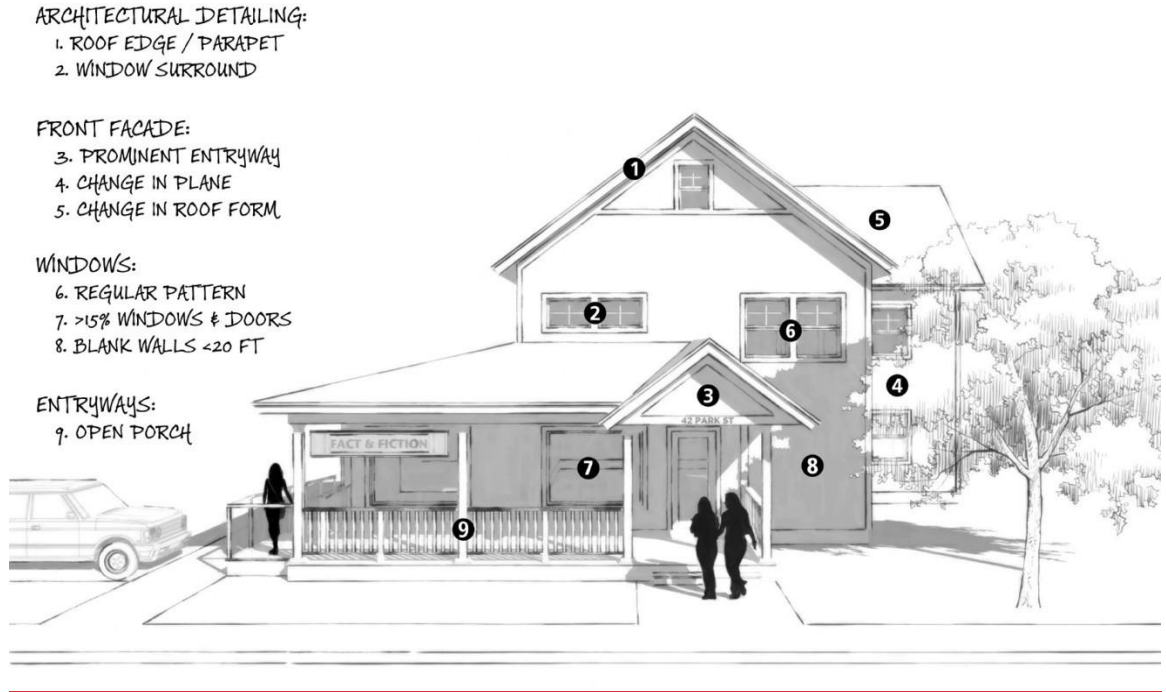 ARCHITECTURAL DETAILING:
1. ROOF EDGE / PARAPET
2. WINDOW SURROUND
FRONT FACADE:
3. PROMINENT ENTRYWAY
4. CHANGE IN PLANE
5. CHANGE IN ROOF FORM
WINDOWS:
6. REGULAR PATTERN
7. >15% WINDOWS & DOORS
8. BLANK WALLS <20 FT
ENTRYWAYS:
9. OPEN PORCH
1
5
2
6
4
3
42 PARK ST
FACT & FICTION
7
8
9